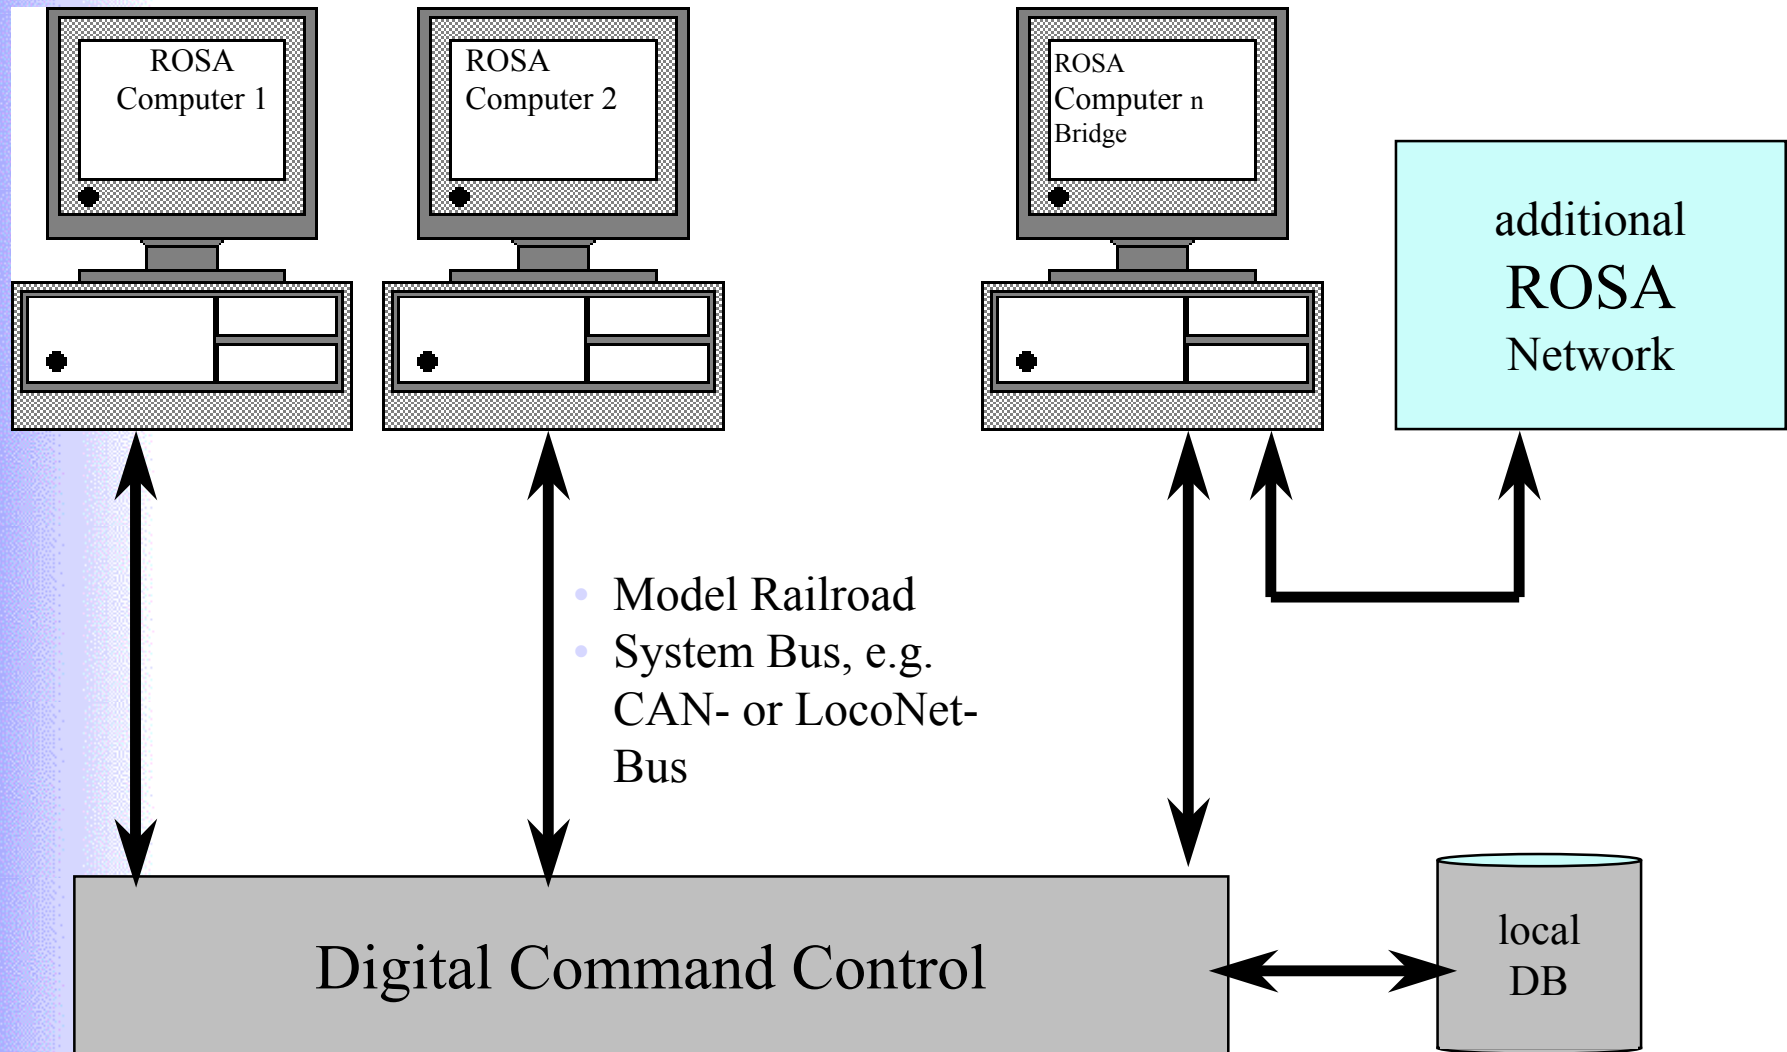 ROSA
Computer 1
ROSA
Computer 2
ROSA
Computer n
Bridge
additional
ROSA
Network
• Model Railroad
• System Bus, e.g.
CAN- or LocoNet-
Bus
Digital Command Control
local
DB